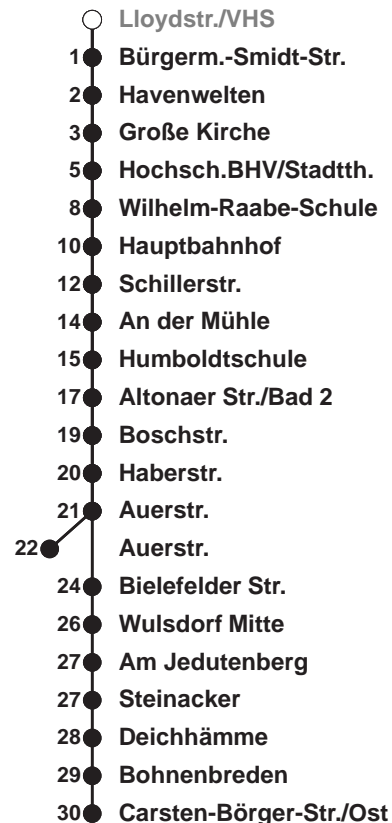 Lloydstr./VHS
1 Bürgerm.-Smidt-Str.
2 Havenwelten
3 Große Kirche
5 Hochsch.BHV/Stadtth.
8 Wilhelm-Raabe-Schule
10 Hauptbahnhof
12 Schillerstr.
14 An der Mühle
15 Humboldtschule
17 Altonaer Str./Bad 2
19 Boschstr.
20 Haberstr.
21 Auerstr.
22 Auerstr.
24 Bielefelder Str.
26 Wulsdorf Mitte
27 Am Jedutenberg
27 Steinacker
28 Deichhämme
29 Bohnenbreden
30 Carsten-Börger-Str./Ost